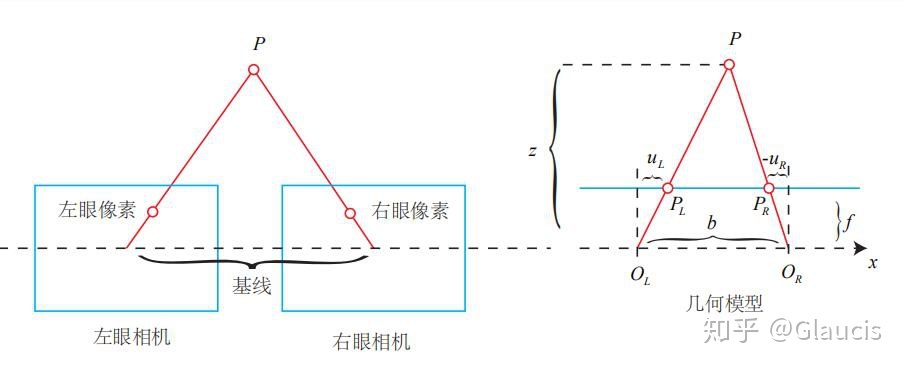 P
左眼像素
右眼像素
基线
左眼相机
右眼相机
P
z
u_L
-u_R
P_L
P_R
b
f
x
O_L
O_R
几何模型
知乎 @Glaucis